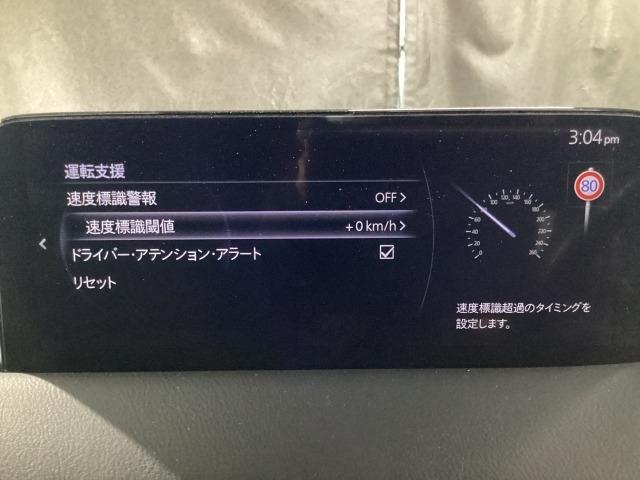 3:04 pm
運転支援
速度標識警報 OFF
速度標識閾値 +0 km/h
ドライバー・アテンション・アラート
リセット
80
速度標識超過のタイミングを
設定します。